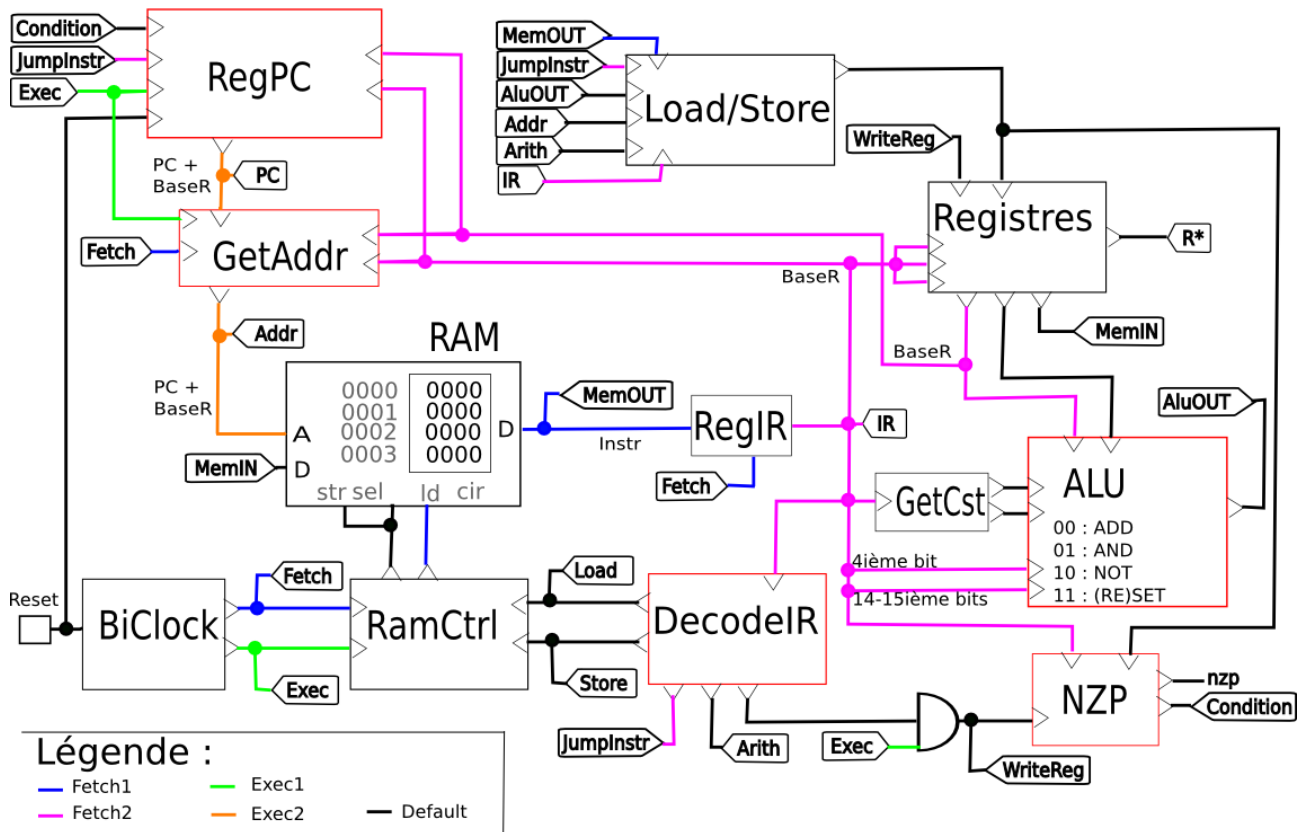 Condition
JumpInstr
Exec
RegPC
PC +
BaseR
PC
Fetch
GetAddr
Addr
PC +
BaseR
MemOUT
JumpInstr
AluOUT
Addr
Arith
IR
Load/Store
WriteReg
Registres
R*
BaseR
MemIN
BaseR
RAM
0000 0000
0001 0000
0002 0000
0003 0000
A
D
D
str sel ld cir
MemIN
MemOUT
Instr
RegIR
Fetch
IR
AluOUT
GetCst
ALU
00 : ADD
01 : AND
10 : NOT
11 : (RE)SET
4ième bit
14-15ième bits
Reset
BiClock
Fetch
Exec
RamCtrl
Load
Store
DecodeIR
JumpInstr
Arith
Exec
WriteReg
NZP
nzp
Condition
Légende :
Fetch1
Exec1
Fetch2
Exec2
Default